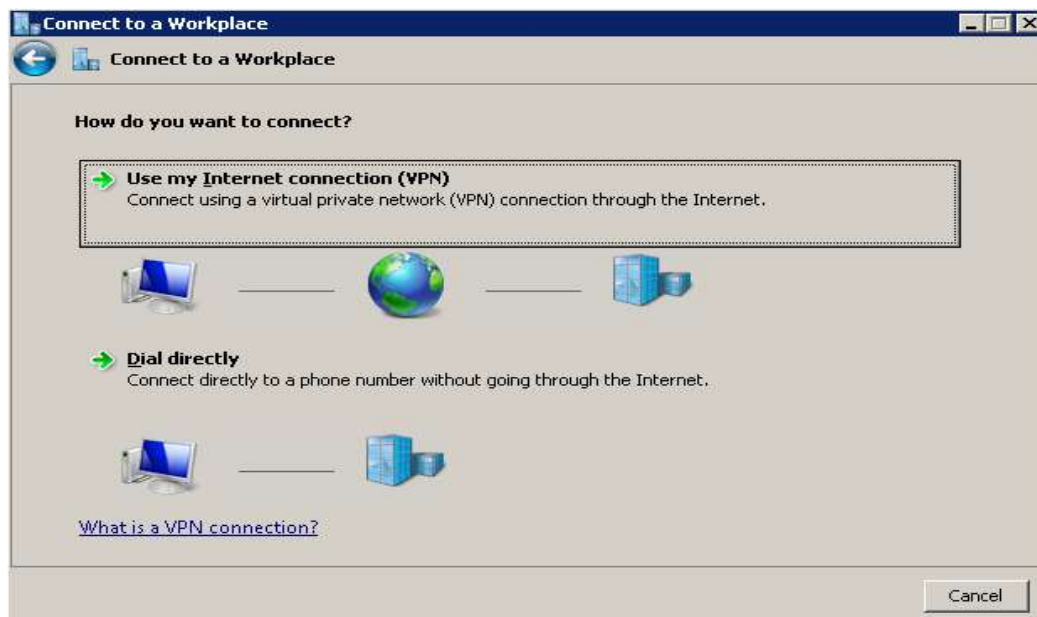 Connect to a Workplace
Connect to a Workplace
How do you want to connect?
Use my Internet connection (VPN)
Connect using a virtual private network (VPN) connection through the Internet.
Dial directly
Connect directly to a phone number without going through the Internet.
What is a VPN connection?
Cancel